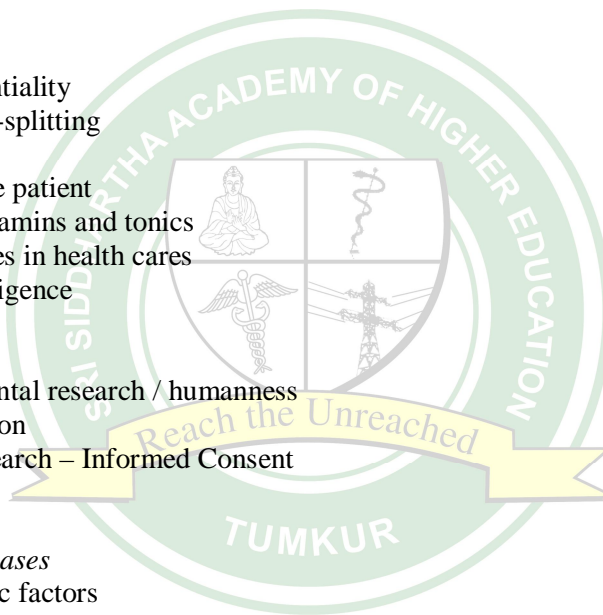 ntiality
-splitting
e patient
amins and tonics
es in health cares
igence
ntal research / humanness
on
earch – Informed Consent
ases
c factors
SRI SIDDHARTHA ACADEMY OF HIGHER EDUCATION
Reach the Unreached
TUMKUR